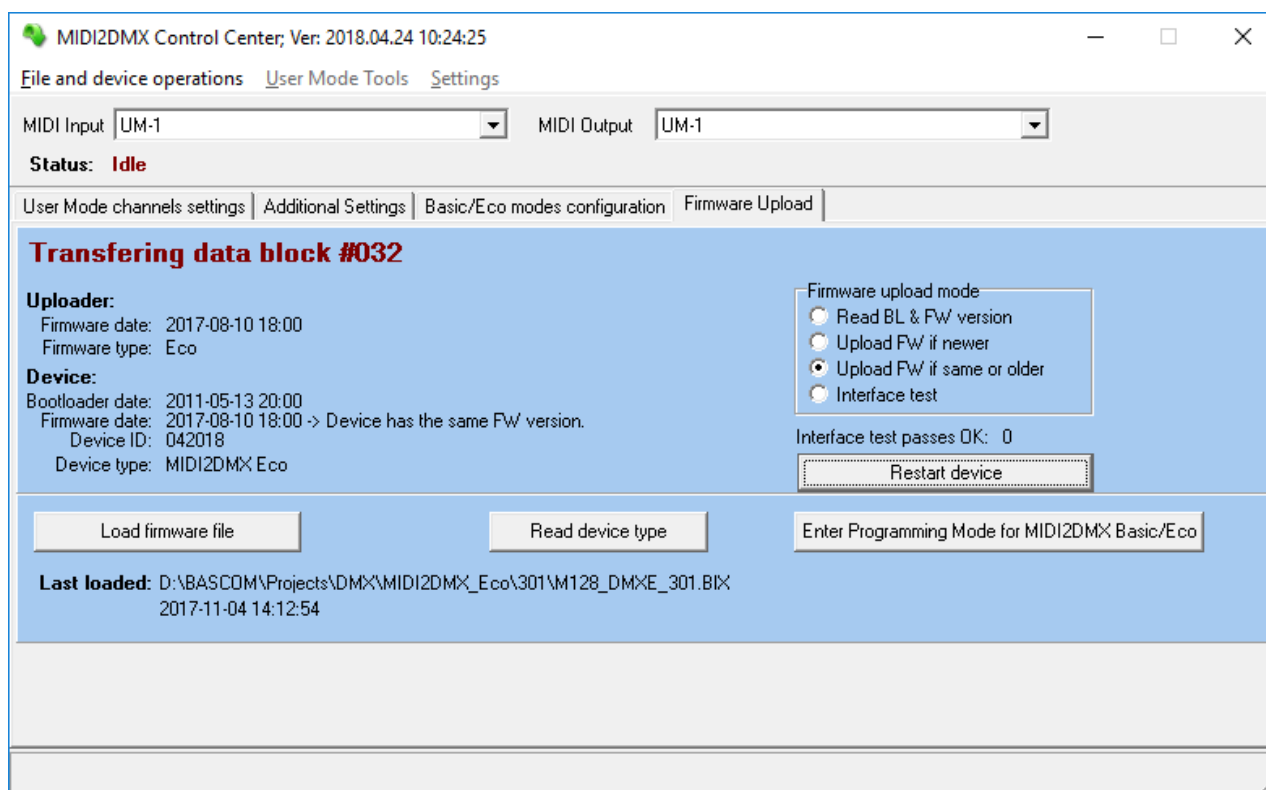 MIDI2DMX Control Center; Ver: 2018.04.24 10:24:25
File and device operations User Mode Tools Settings
MIDI Input UM-1 MIDI Output UM-1
Status: Idle
User Mode channels settings Additional Settings Basic/Eco modes configuration Firmware Upload
Transfering data block #032
Uploader:
Firmware date: 2017-08-10 18:00
Firmware type: Eco
Device:
Bootloader date: 2011-05-13 20:00
Firmware date: 2017-08-10 18:00 -> Device has the same FW version.
Device ID: 042018
Device type: MIDI2DMX Eco
Firmware upload mode
Read BL & FW version
Upload FW if newer
Upload FW if same or older
Interface test
Interface test passes OK: 0
Restart device
Load firmware file Read device type Enter Programming Mode for MIDI2DMX Basic/Eco
Last loaded: D:\BASCOM\Projects\DMX\MIDI2DMX_Eco\301\M128_DMXE_301.BIX
2017-11-04 14:12:54